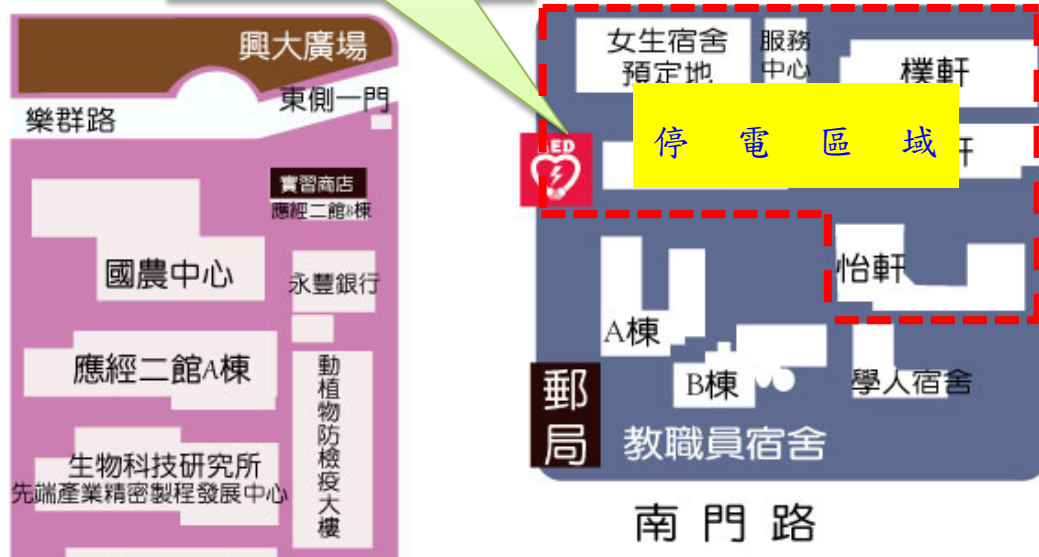 興大廣場
東側一門
樂群路
實習商店
應經二館B棟
國農中心
永豐銀行
應經二館A棟
動植物防檢疫大樓
生物科技研究所
先端產業精密製程發展中心
女生宿舍
預定地
服務
中心
樸軒
AED
停電區域
軒
怡軒
A棟
B棟
學人宿舍
郵局
教職員宿舍
南門路